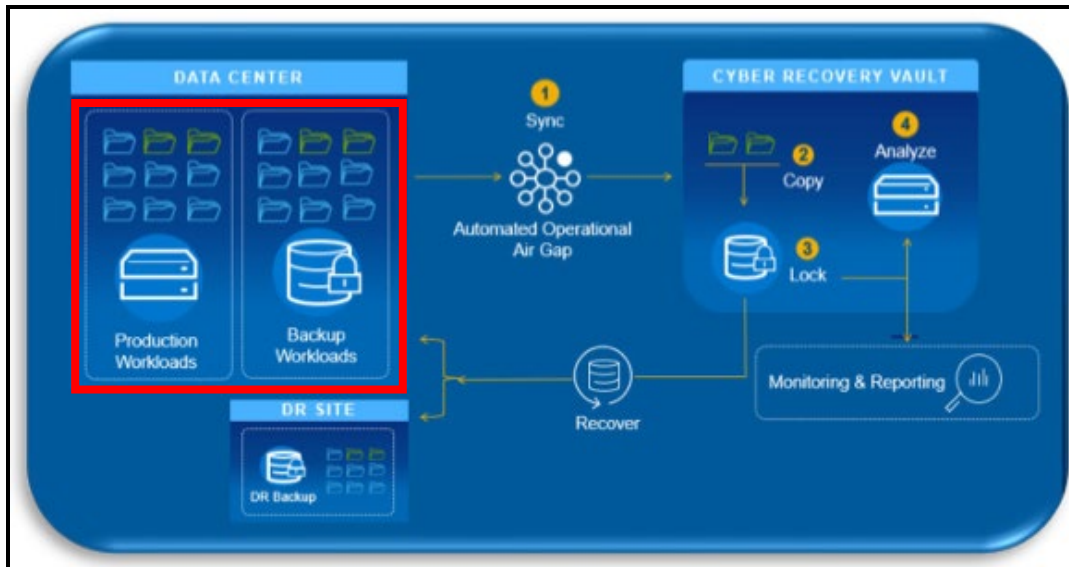 DATA CENTER
Production
Workloads
Backup
Workloads
DR SITE
DR Backup
1
Sync
Automated Operational
Air Gap
Recover
CYBER RECOVERY VAULT
2
Copy
3
Lock
4
Analyze
Monitoring & Reporting